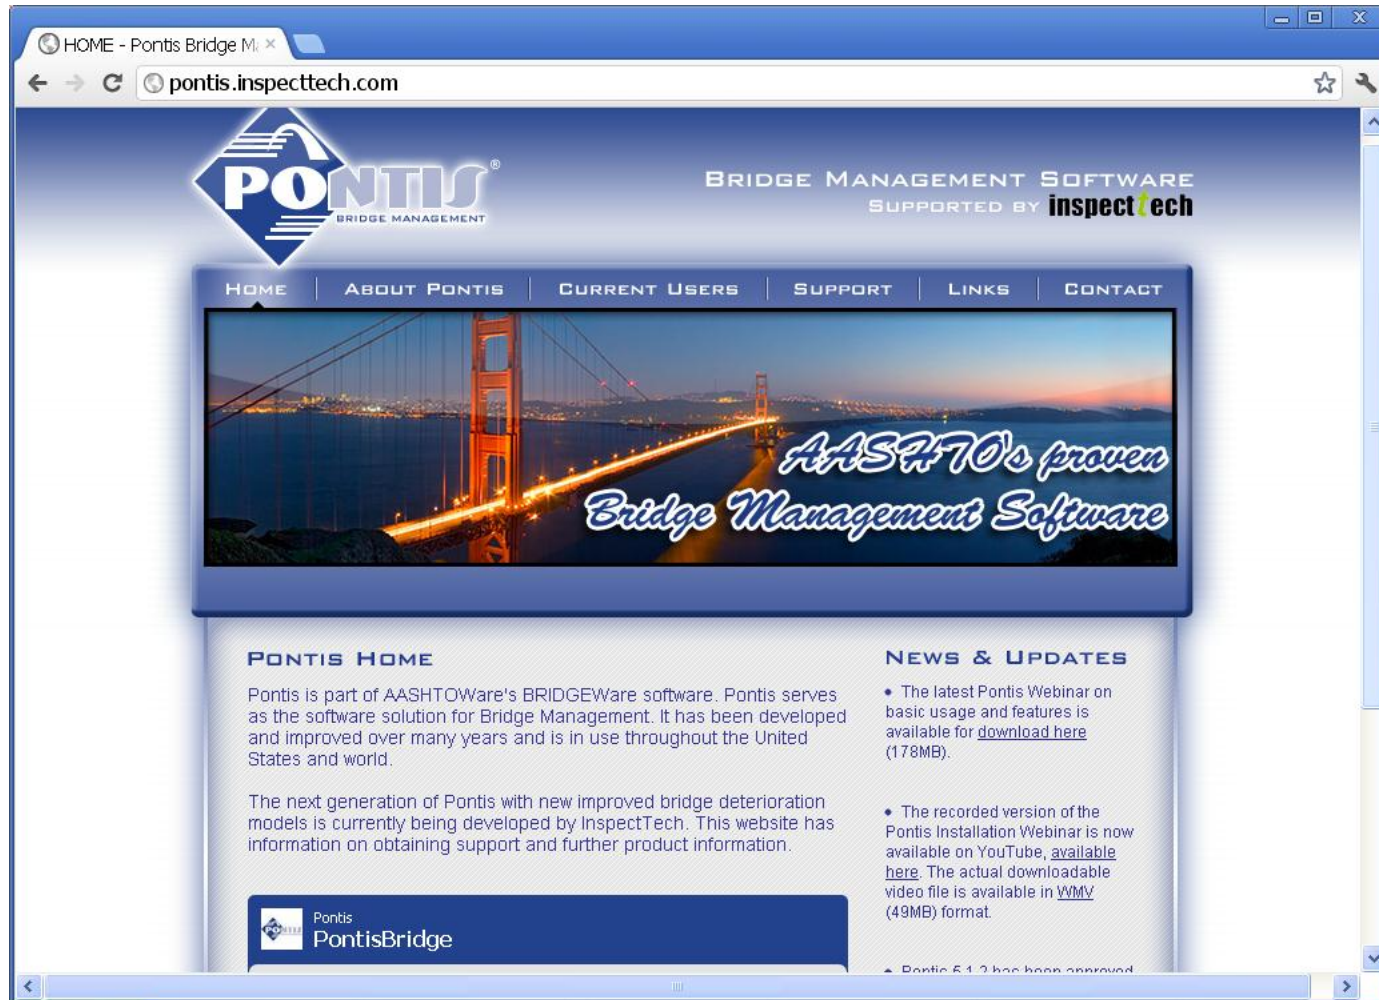 HOME - Pontis Bridge M
pontis.inspecttech.com
PONTIS®
BRIDGE MANAGEMENT
BRIDGE MANAGEMENT SOFTWARE
SUPPORTED BY inspecttech
HOME
ABOUT PONTIS
CURRENT USERS
SUPPORT
LINKS
CONTACT
AASHTO's proven
Bridge Management Software
PONTIS HOME
Pontis is part of AASHTOWare's BRIDGEWare software. Pontis serves
as the software solution for Bridge Management. It has been developed
and improved over many years and is in use throughout the United
States and world.
The next generation of Pontis with new improved bridge deterioration
models is currently being developed by InspectTech. This website has
information on obtaining support and further product information.
Pontis
PontisBridge
NEWS & UPDATES
• The latest Pontis Webinar on
basic usage and features is
available for download here
(178MB).
• The recorded version of the
Pontis Installation Webinar is now
available on YouTube, available
here. The actual downloadable
video file is available in WMV
(49MB) format.
• Pontis 5.1.2 has been approved